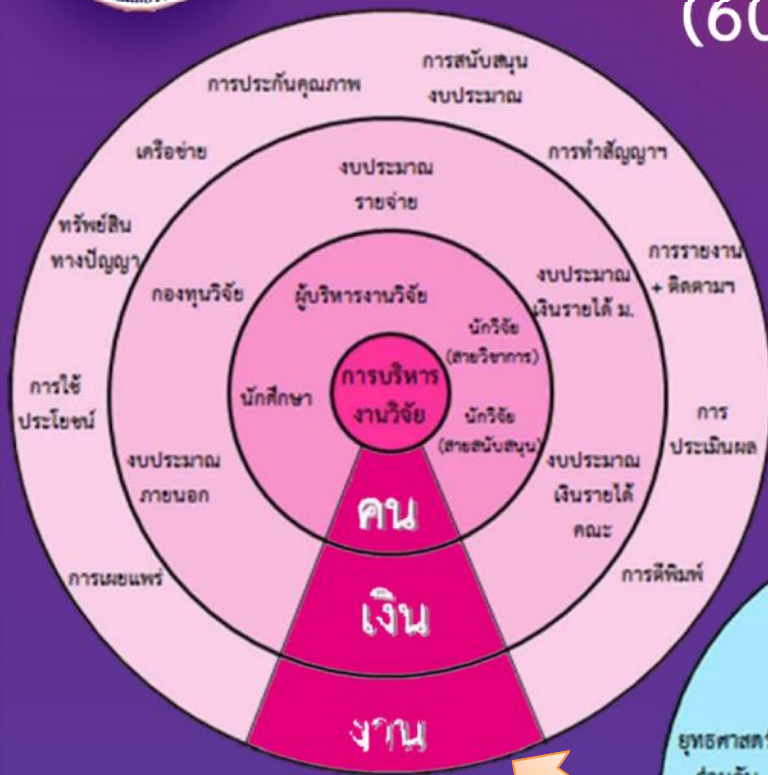 (60
การสนับสนุน
งบประมาณ
การประกันคุณภาพ
เครือข่าย
การทำสัญญาฯ
งบประมาณ
รายจ่าย
ทรัพย์สิน
ทางปัญญา
การรายงาน
+ ติดตามฯ
กองทุนวิจัย
ผู้บริหารงานวิจัย
งบประมาณ
เงินรายได้ ม.
นักวิจัย
(สายวิชาการ)
การบริหาร
งานวิจัย
นักศึกษา
นักวิจัย
(สายสนับสนุน)
การใช้
ประโยชน์
การ
ประเมินผล
งบประมาณ
ภายนอก
งบประมาณ
เงินรายได้
คณะ
คน
การเผยแพร่
การตีพิมพ์
เงิน
งาน